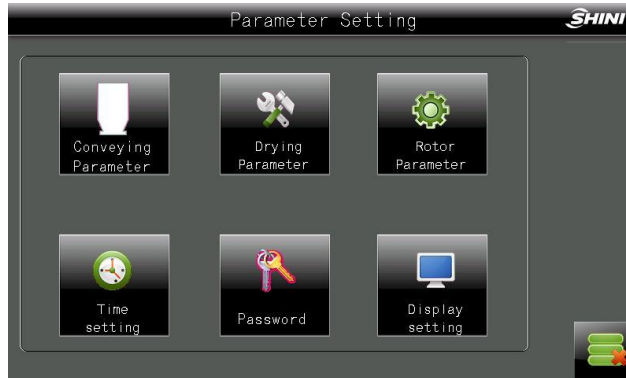 Parameter Setting
SHINI
Conveying
Parameter
Drying
Parameter
Rotor
Parameter
Time
setting
Password
Display
setting